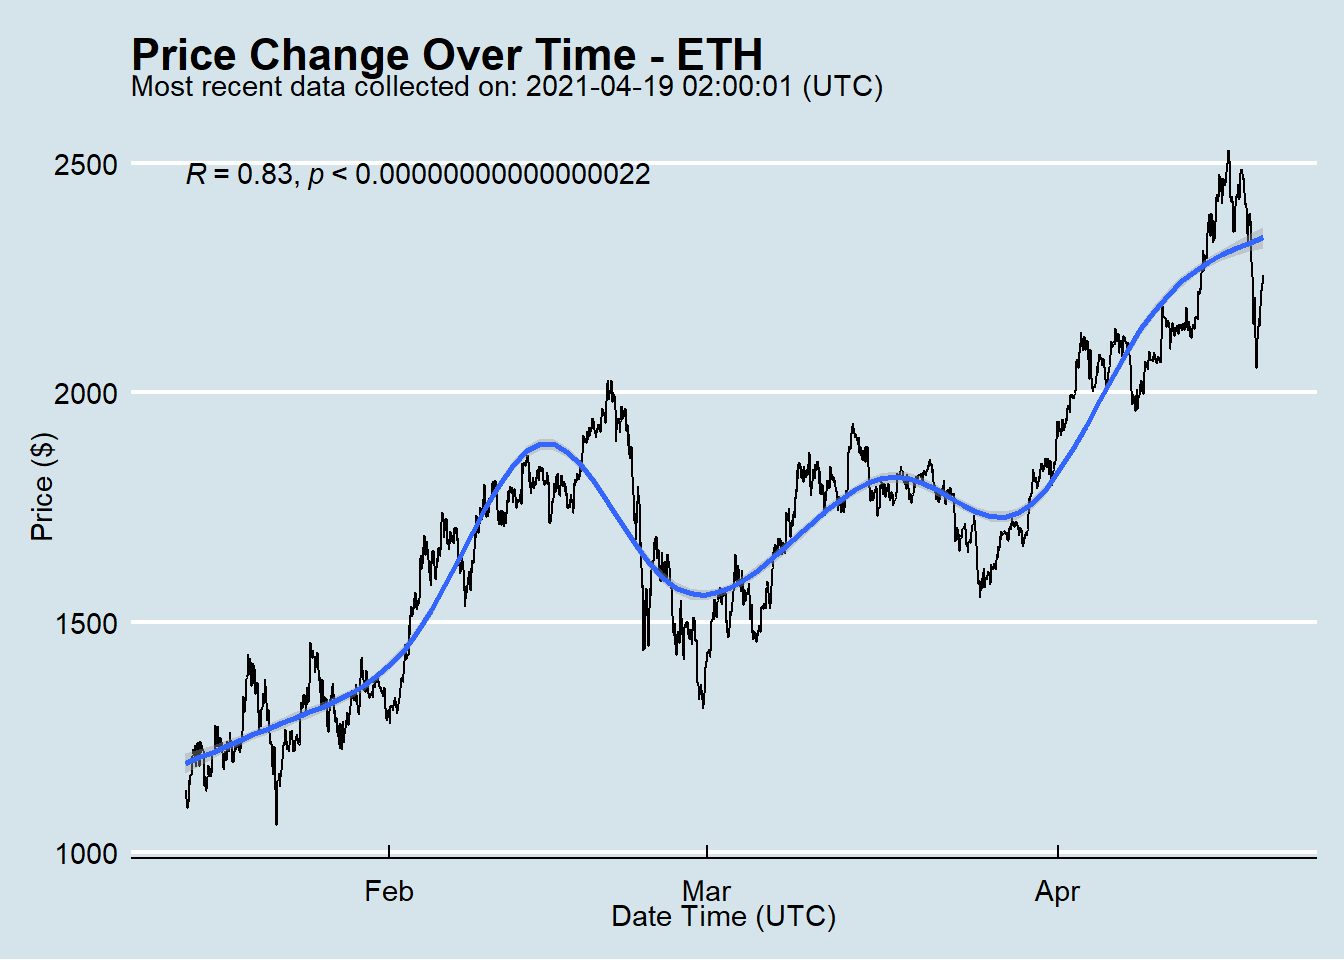 Price Change Over Time - ETH
Most recent data collected on: 2021-04-19 02:00:01 (UTC)
R = 0.83, p < 0.00000000000000022
2500
2000
1500
1000
Price ($)
Feb Mar Apr
Date Time (UTC)